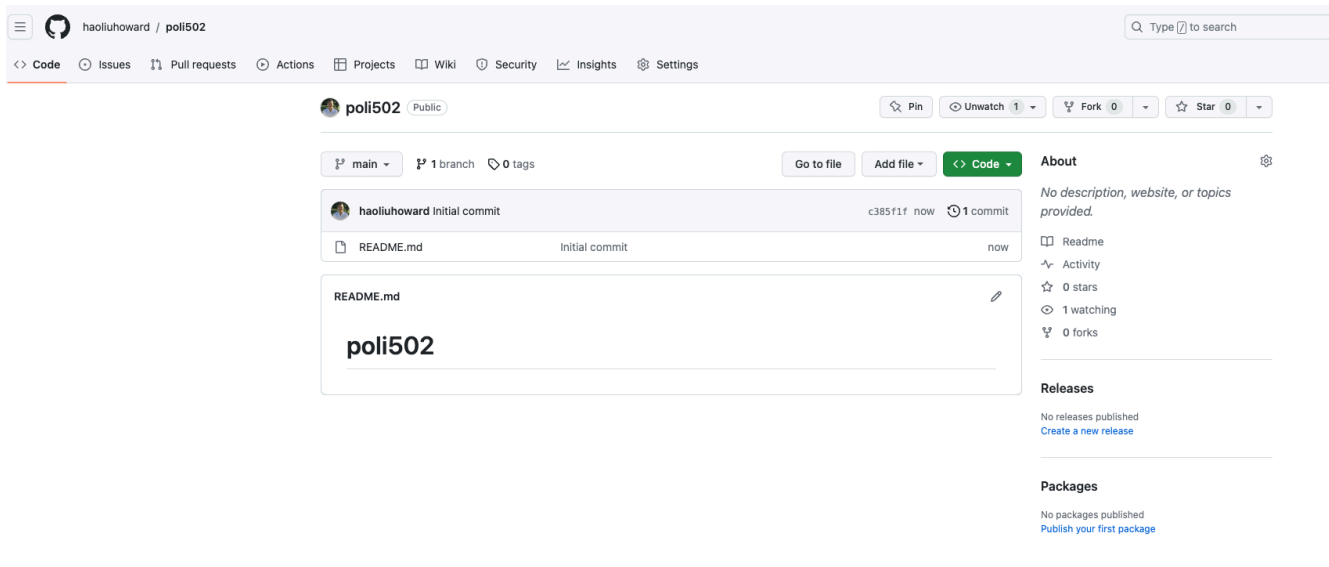 haoliuhoward / poli502
Type / to search
Code Issues Pull requests Actions Projects Wiki Security Insights Settings
poli502 Public
Pin Unwatch 1 Fork 0 Star 0
main 1 branch 0 tags Go to file Add file Code
haoliuhoward Initial commit c385f1f now 1 commit
README.md Initial commit now
README.md
poli502
About
No description, website, or topics
provided.
Readme
Activity
0 stars
1 watching
0 forks
Releases
No releases published
Create a new release
Packages
No packages published
Publish your first package